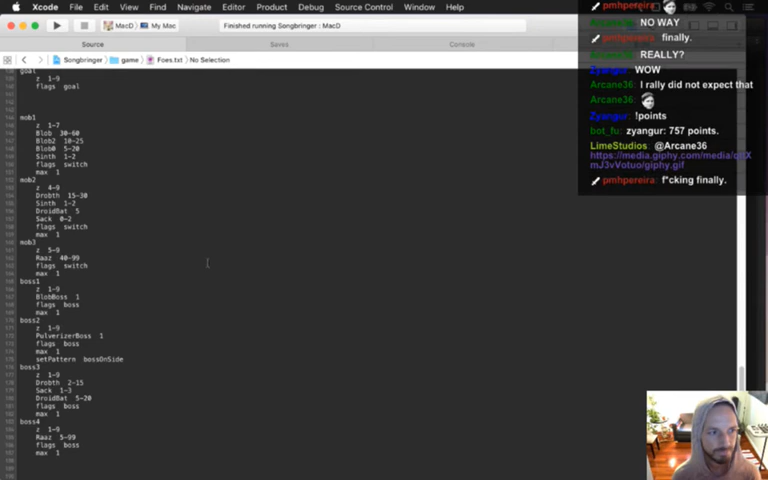 Xcode File Edit View Find Navigate Editor Product Debug Source Control Window Help
MacD My Mac Finished running Songbringer : MacD
Source Saves Console
Songbringer game Foes.txt No Selection
goal
z 1-9
flags goal
mob1
z 1-7
Blob 30-60
Blob2 10-25
Blob0 5-20
Sinth 1-2
flags switch
max 1
mob2
z 4-9
Drobth 15-30
Sinth 1-2
DroidBat 5
Sack 0-2
flags switch
max 1
mob3
z 5-9
Raaz 40-99
flags switch
max 1
boss1
z 1-9
BlobBoss 1
flags boss
max 1
boss2
z 1-9
PulverizerBoss 1
flags boss
max 1
setPattern bossOnSide
boss3
z 1-9
Drobth 2-15
Sack 1-3
DroidBat 5-20
flags boss
max 1
boss4
z 1-9
Raaz 5-99
flags boss
max 1
pmhpereira:
Arcane36: NO WAY
pmhpereira: finally.
Arcane36: REALLY?
Zyangur: WOW
Arcane36: I rally did not expect that
Arcane36:
Zyangur: !points
bot_fu: zyangur: 757 points.
LimeStudios: @Arcane36
pmhpereira: f*cking finally.